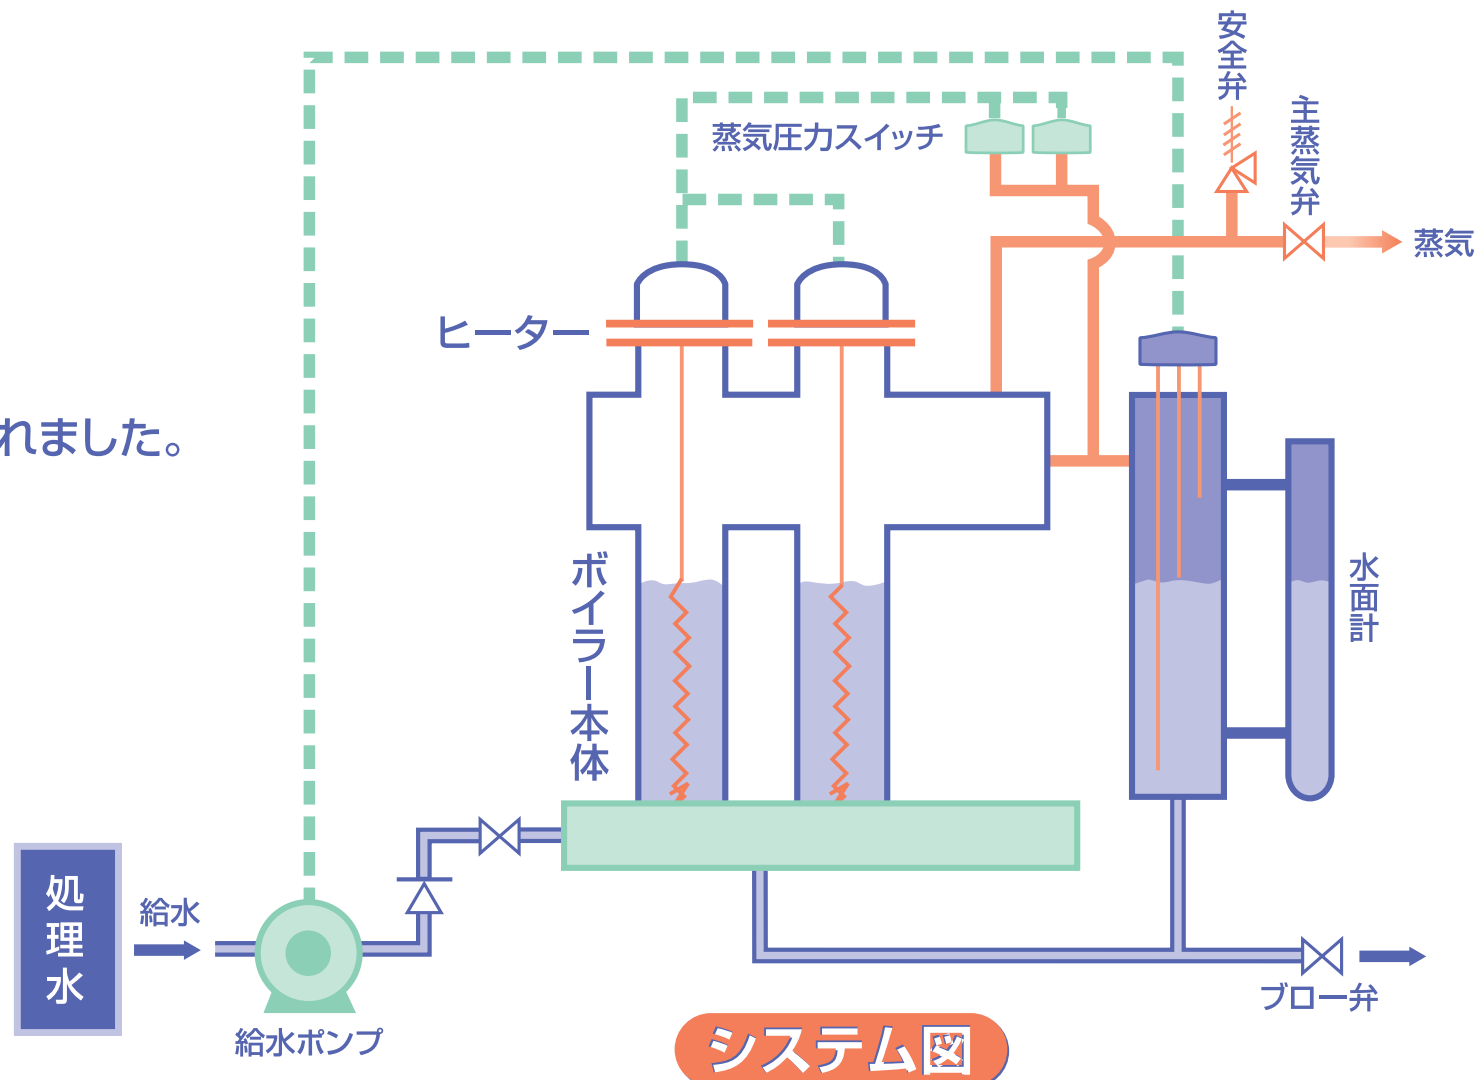 安全弁
主蒸気弁
蒸気圧力スイッチ
蒸気
ヒーター
れました。
ボイラー本体
水面計
処理水
給水
給水ポンプ
ブロー弁
システム図